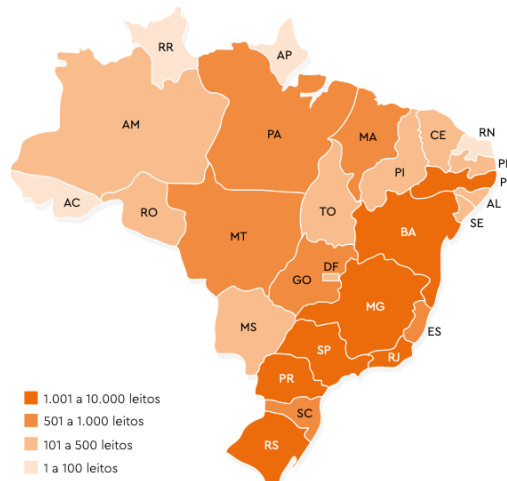 RR
AP
AM
PA
MA
CE
RN
PI
P
PI
AL
SE
AC
RO
TO
BA
MT
DF
GO
MG
MS
ES
SP
RJ
PR
SC
RS
1.001 a 10.000 leitos
501 a 1.000 leitos
101 a 500 leitos
1 a 100 leitos